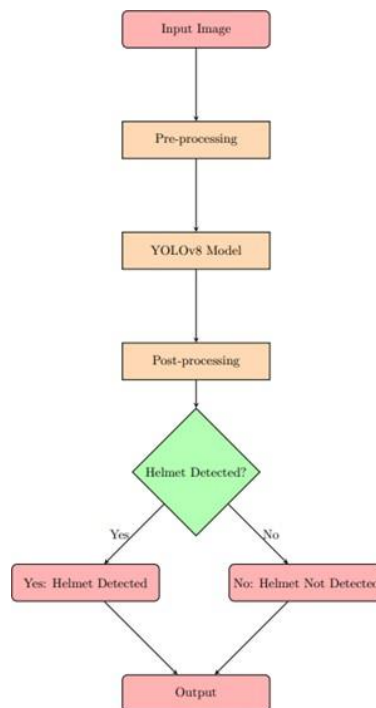 Input Image
Pre-processing
YOLOv8 Model
Post-processing
Helmet Detected?
Yes
No
Yes: Helmet Detected
No: Helmet Not Detected
Output